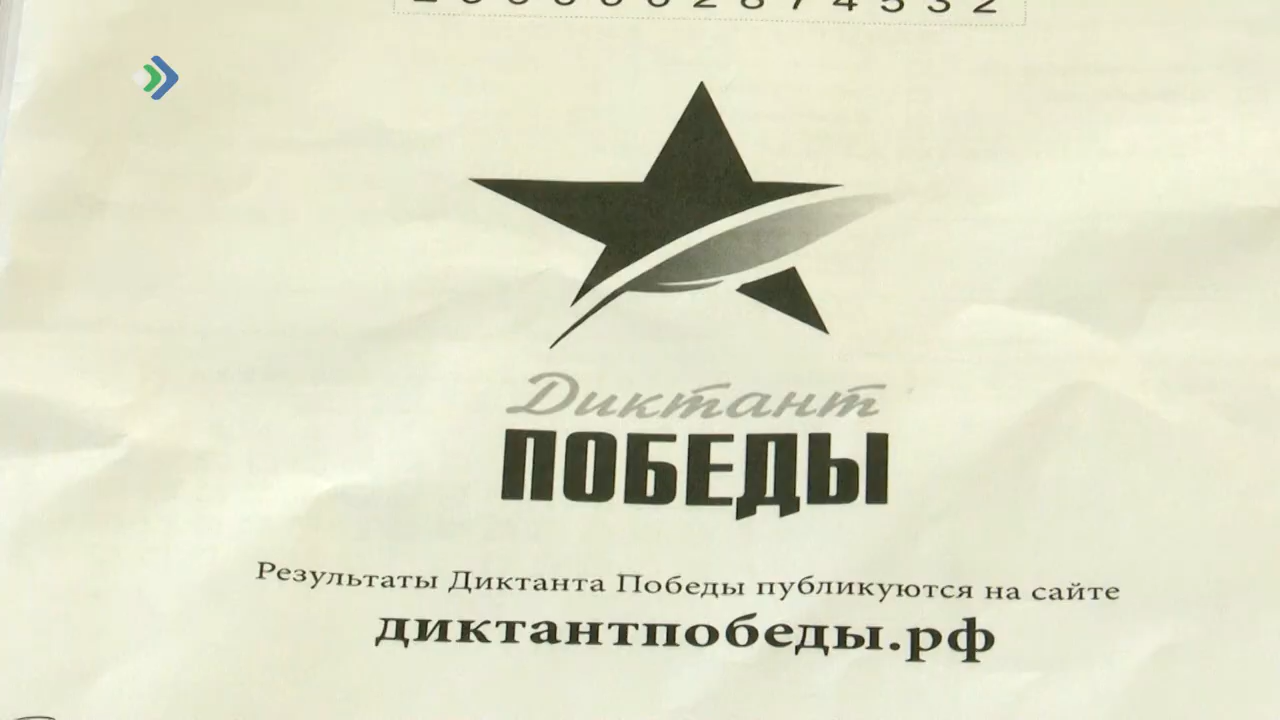 Диктант
ПОБЕДЫ
Результаты Диктанта Победы публикуются на сайте
диктантпобеды.рф